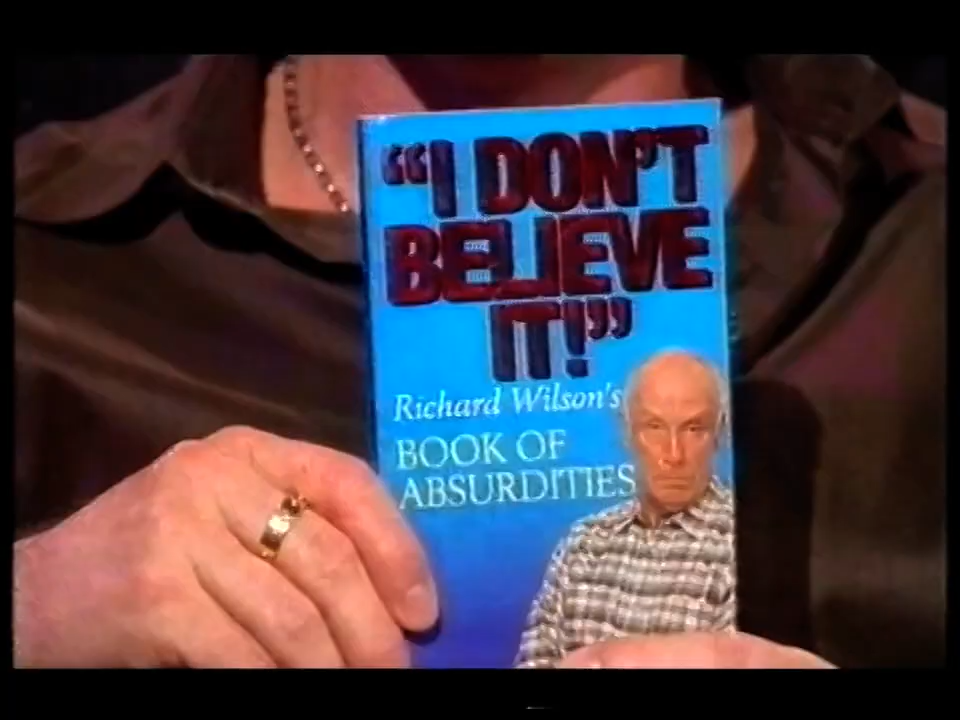 “I DON'T
BELIEVE
IT!”
Richard Wilson's
BOOK OF
ABSURDITIES